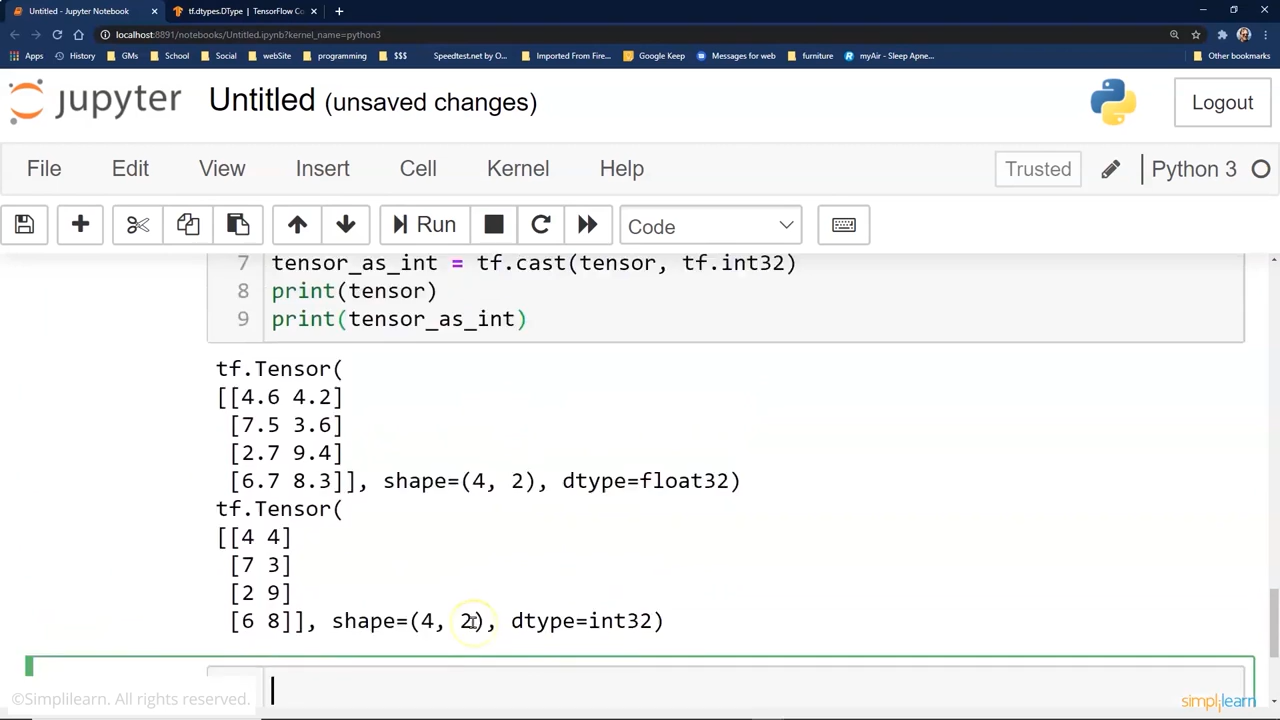 Untitled - Jupyter Notebook
tf.dtypes.DType | TensorFlow Co
localhost:8891/notebooks/Untitled.ipynb?kernel_name=python3
Apps History GMs School Social webSite programming $$$ Speedtest.net by O... Imported From Fire... Google Keep Messages for web furniture myAir - Sleep Apne... Other bookmarks
jupyter Untitled (unsaved changes) Logout
File Edit View Insert Cell Kernel Help Trusted Python 3
Run Code
7 tensor_as_int = tf.cast(tensor, tf.int32)
8 print(tensor)
9 print(tensor_as_int)
tf.Tensor(
[[4.6 4.2]
[7.5 3.6]
[2.7 9.4]
[6.7 8.3]], shape=(4, 2), dtype=float32)
tf.Tensor(
[[4 4]
[7 3]
[2 9]
[6 8]], shape=(4, 2), dtype=int32)
©Simplilearn. All rights reserved. simplilearn